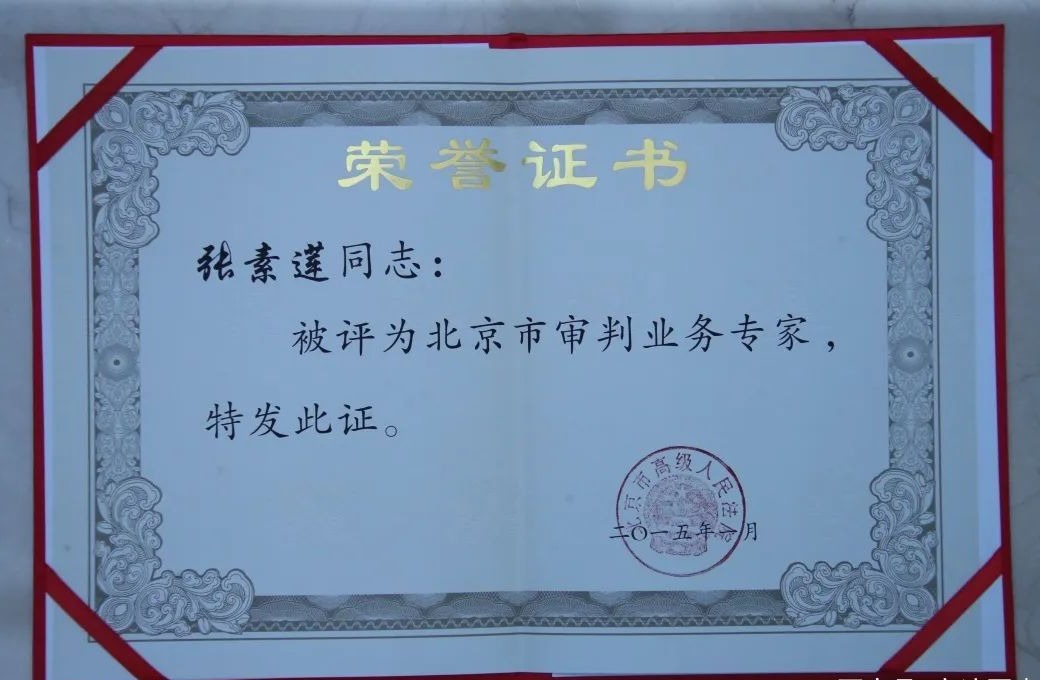 荣誉证书
张素莲同志：
被评为北京市审判业务专家，
特发此证。
北京市高级人民法院
二〇一五年 月